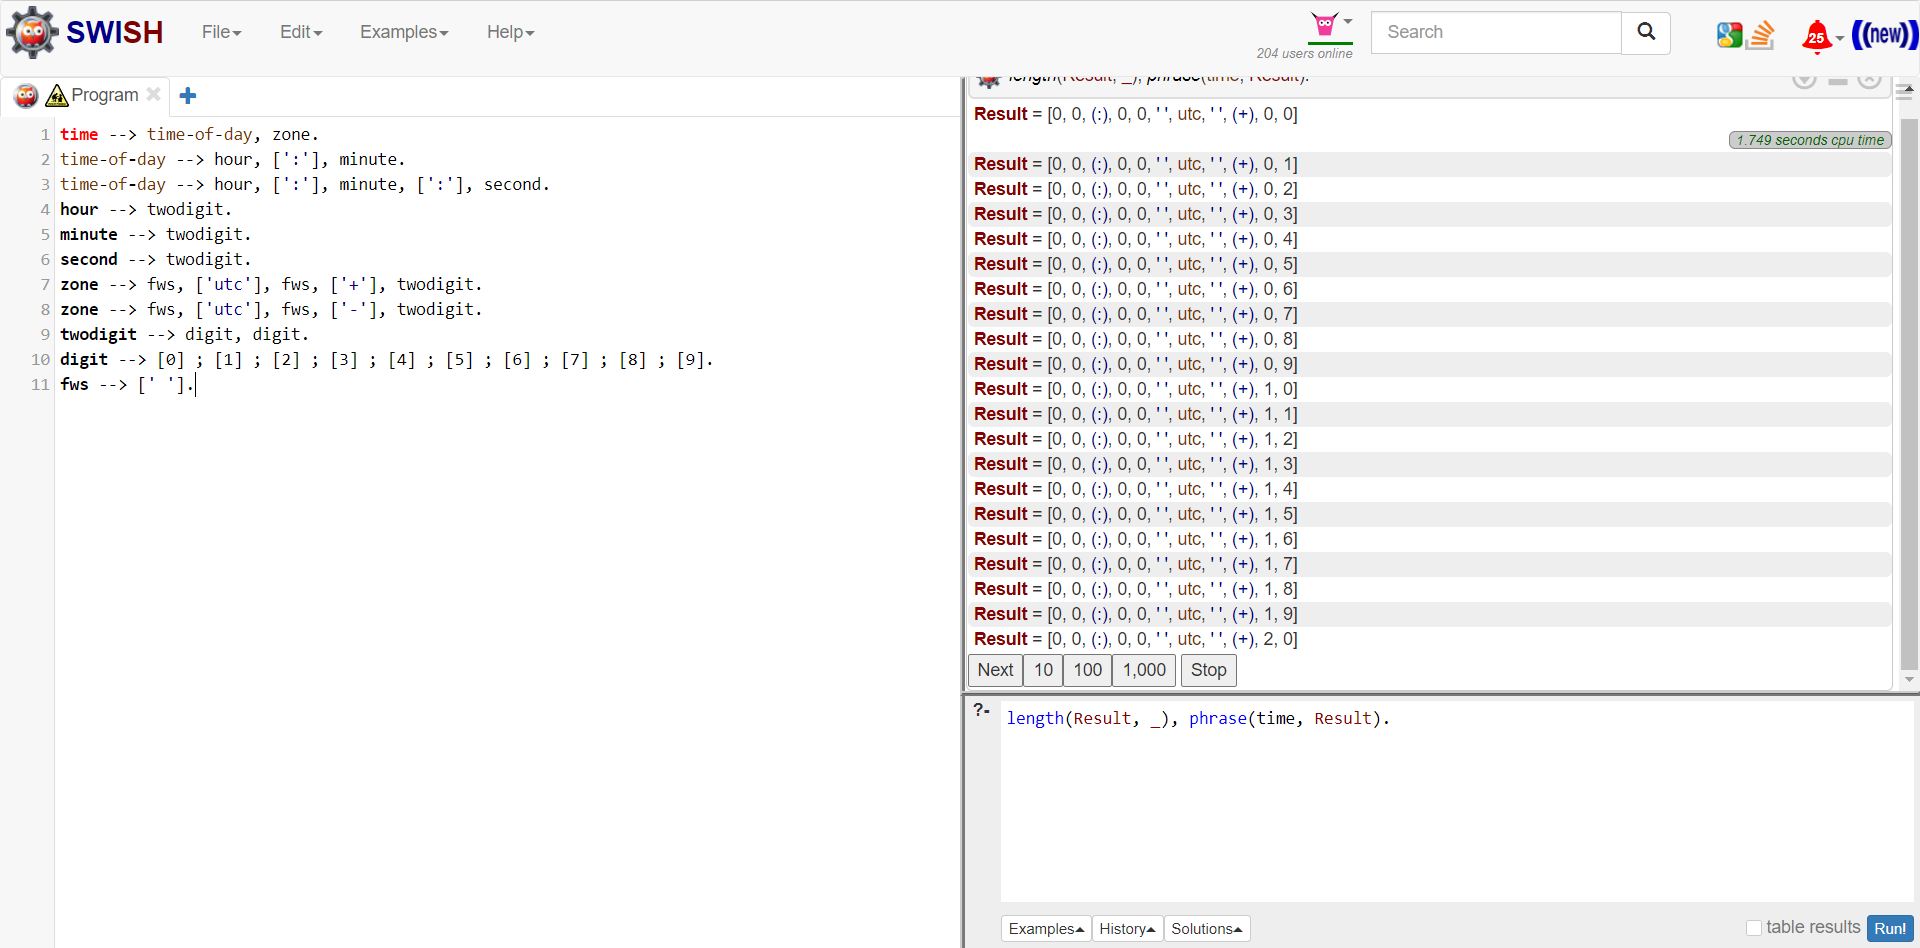 SWISH File Edit Examples Help 204 users online Search 25 ((new))
Program
1 time --> time-of-day, zone.
2 time-of-day --> hour, [':'], minute.
3 time-of-day --> hour, [':'], minute, [':'], second.
4 hour --> twodigit.
5 minute --> twodigit.
6 second --> twodigit.
7 zone --> fws, ['utc'], fws, ['+'], twodigit.
8 zone --> fws, ['utc'], fws, ['-'], twodigit.
9 twodigit --> digit, digit.
10 digit --> [0] ; [1] ; [2] ; [3] ; [4] ; [5] ; [6] ; [7] ; [8] ; [9].
11 fws --> [' '].
length(Result, _), phrase(time, Result).
Result = [0, 0, (:), 0, 0, ' ', utc, ' ', (+), 0, 0]
1.749 seconds cpu time
Result = [0, 0, (:), 0, 0, ' ', utc, ' ', (+), 0, 1]
Result = [0, 0, (:), 0, 0, ' ', utc, ' ', (+), 0, 2]
Result = [0, 0, (:), 0, 0, ' ', utc, ' ', (+), 0, 3]
Result = [0, 0, (:), 0, 0, ' ', utc, ' ', (+), 0, 4]
Result = [0, 0, (:), 0, 0, ' ', utc, ' ', (+), 0, 5]
Result = [0, 0, (:), 0, 0, ' ', utc, ' ', (+), 0, 6]
Result = [0, 0, (:), 0, 0, ' ', utc, ' ', (+), 0, 7]
Result = [0, 0, (:), 0, 0, ' ', utc, ' ', (+), 0, 8]
Result = [0, 0, (:), 0, 0, ' ', utc, ' ', (+), 0, 9]
Result = [0, 0, (:), 0, 0, ' ', utc, ' ', (+), 1, 0]
Result = [0, 0, (:), 0, 0, ' ', utc, ' ', (+), 1, 1]
Result = [0, 0, (:), 0, 0, ' ', utc, ' ', (+), 1, 2]
Result = [0, 0, (:), 0, 0, ' ', utc, ' ', (+), 1, 3]
Result = [0, 0, (:), 0, 0, ' ', utc, ' ', (+), 1, 4]
Result = [0, 0, (:), 0, 0, ' ', utc, ' ', (+), 1, 5]
Result = [0, 0, (:), 0, 0, ' ', utc, ' ', (+), 1, 6]
Result = [0, 0, (:), 0, 0, ' ', utc, ' ', (+), 1, 7]
Result = [0, 0, (:), 0, 0, ' ', utc, ' ', (+), 1, 8]
Result = [0, 0, (:), 0, 0, ' ', utc, ' ', (+), 1, 9]
Result = [0, 0, (:), 0, 0, ' ', utc, ' ', (+), 2, 0]
Next 10 100 1,000 Stop
?- length(Result, _), phrase(time, Result).
Examples History Solutions table results Run!